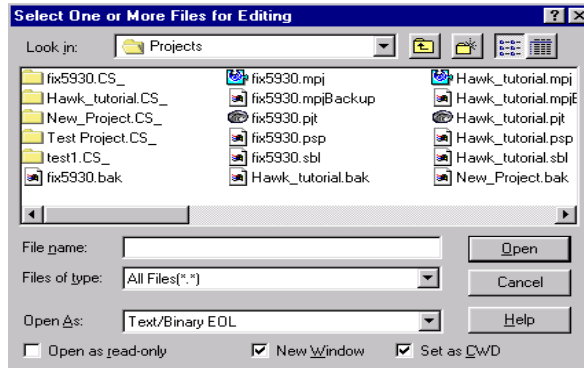 Select One or More Files for Editing
Look in: Projects
fix5930.CS_ fix5930.mpj Hawk_tutorial.mpj
Hawk_tutorial.CS_ fix5930.mpjBackup Hawk_tutorial.mpjB
New_Project.CS_ fix5930.pjt Hawk_tutorial.pjt
Test Project.CS_ fix5930.psp Hawk_tutorial.psp
test1.CS_ fix5930.sbl Hawk_tutorial.sbl
fix5930.bak Hawk_tutorial.bak New_Project.bak
File name: Open
Files of type: All Files(*.*) Cancel
Open As: Text/Binary EOL Help
Open as read-only New Window Set as CWD